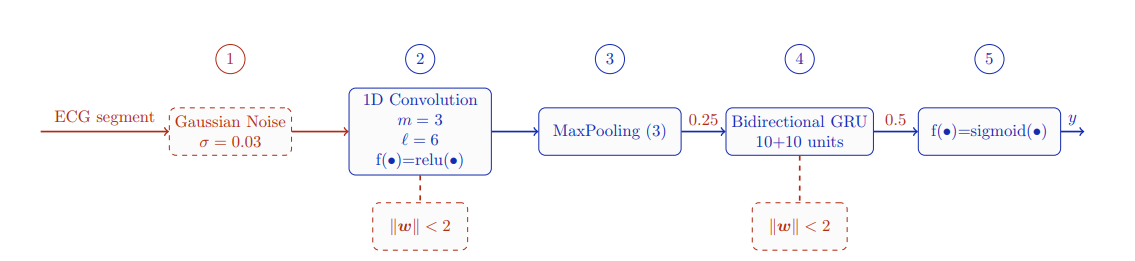 1
2
3
4
5
ECG segment
Gaussian Noise
σ = 0.03
1D Convolution
m = 3
ℓ = 6
f(•)=relu(•)
MaxPooling (3)
0.25
Bidirectional GRU
10+10 units
0.5
f(•)=sigmoid(•)
y
‖w‖ < 2
‖w‖ < 2